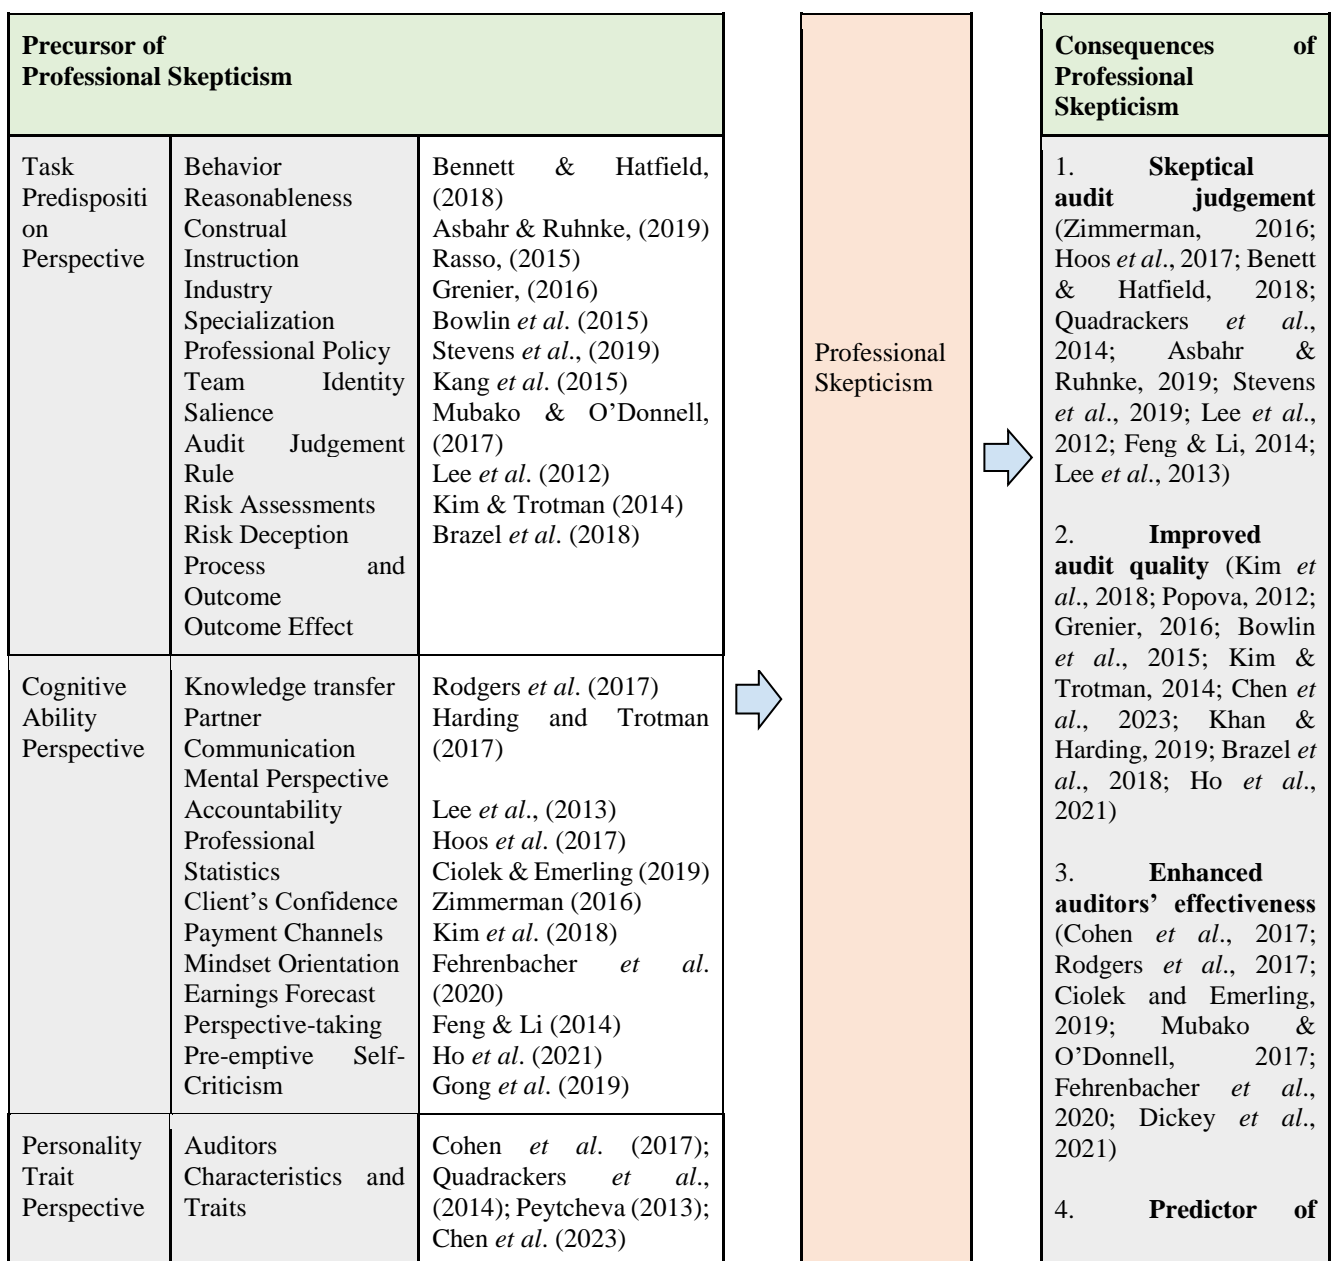 Precursor of
Professional Skepticism
Task
Predispositi
on
Perspective
Behavior
Reasonableness
Construal
Instruction
Industry
Specialization
Professional Policy
Team Identity
Salience
Audit Judgement
Rule
Risk Assessments
Risk Deception
Process and
Outcome
Outcome Effect
Bennett & Hatfield,
(2018)
Asbahr & Ruhnke, (2019)
Rasso, (2015)
Grenier, (2016)
Bowlin et al. (2015)
Stevens et al., (2019)
Kang et al. (2015)
Mubako & O’Donnell,
(2017)
Lee et al. (2012)
Kim & Trotman (2014)
Brazel et al. (2018)
Cognitive
Ability
Perspective
Knowledge transfer
Partner
Communication
Mental Perspective
Accountability
Professional
Statistics
Client’s Confidence
Payment Channels
Mindset Orientation
Earnings Forecast
Perspective-taking
Pre-emptive Self-
Criticism
Rodgers et al. (2017)
Harding and Trotman
(2017)
Lee et al., (2013)
Hoos et al. (2017)
Ciolek & Emerling (2019)
Zimmerman (2016)
Kim et al. (2018)
Fehrenbacher et al.
(2020)
Feng & Li (2014)
Ho et al. (2021)
Gong et al. (2019)
Personality
Trait
Perspective
Auditors
Characteristics and
Traits
Cohen et al. (2017);
Quadrackers et al.,
(2014); Peytcheva (2013);
Chen et al. (2023)
Professional
Skepticism
Consequences of
Professional
Skepticism
1. Skeptical
audit judgement
(Zimmerman, 2016;
Hoos et al., 2017; Benett
& Hatfield, 2018;
Quadrackers et al.,
2014; Asbahr &
Ruhnke, 2019; Stevens
et al., 2019; Lee et al.,
2012; Feng & Li, 2014;
Lee et al., 2013)
2. Improved
audit quality (Kim et
al., 2018; Popova, 2012;
Grenier, 2016; Bowlin
et al., 2015; Kim &
Trotman, 2014; Chen et
al., 2023; Khan &
Harding, 2019; Brazel et
al., 2018; Ho et al.,
2021)
3. Enhanced
auditors’ effectiveness
(Cohen et al., 2017;
Rodgers et al., 2017;
Ciolek and Emerling,
2019; Mubako &
O’Donnell, 2017;
Fehrenbacher et al.,
2020; Dickey et al.,
2021)
4. Predictor of